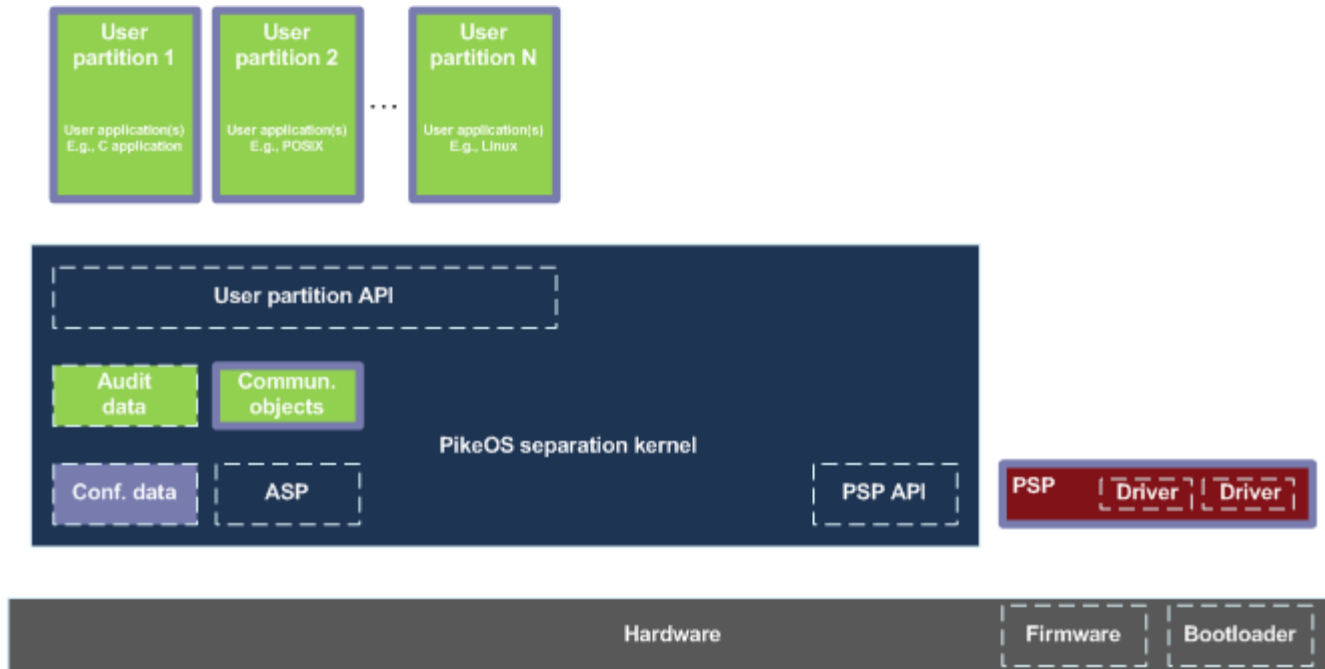 User
partition 1
User application(s)
E.g., C application
User
partition 2
User application(s)
E.g., POSIX
...
User
partition N
User application(s)
E.g., Linux
User partition API
Audit
data
Commun.
objects
PikeOS separation kernel
Conf. data
ASP
PSP API
PSP
Driver
Driver
Hardware
Firmware
Bootloader